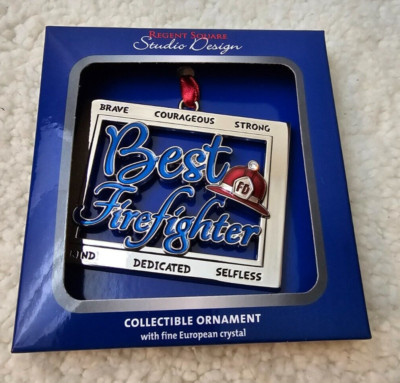 REGENT SQUARE
Studio Design
BRAVE COURAGEOUS STRONG
Best
FD
Firefighter
DEDICATED SELFLESS
COLLECTIBLE ORNAMENT
with fine European crystal